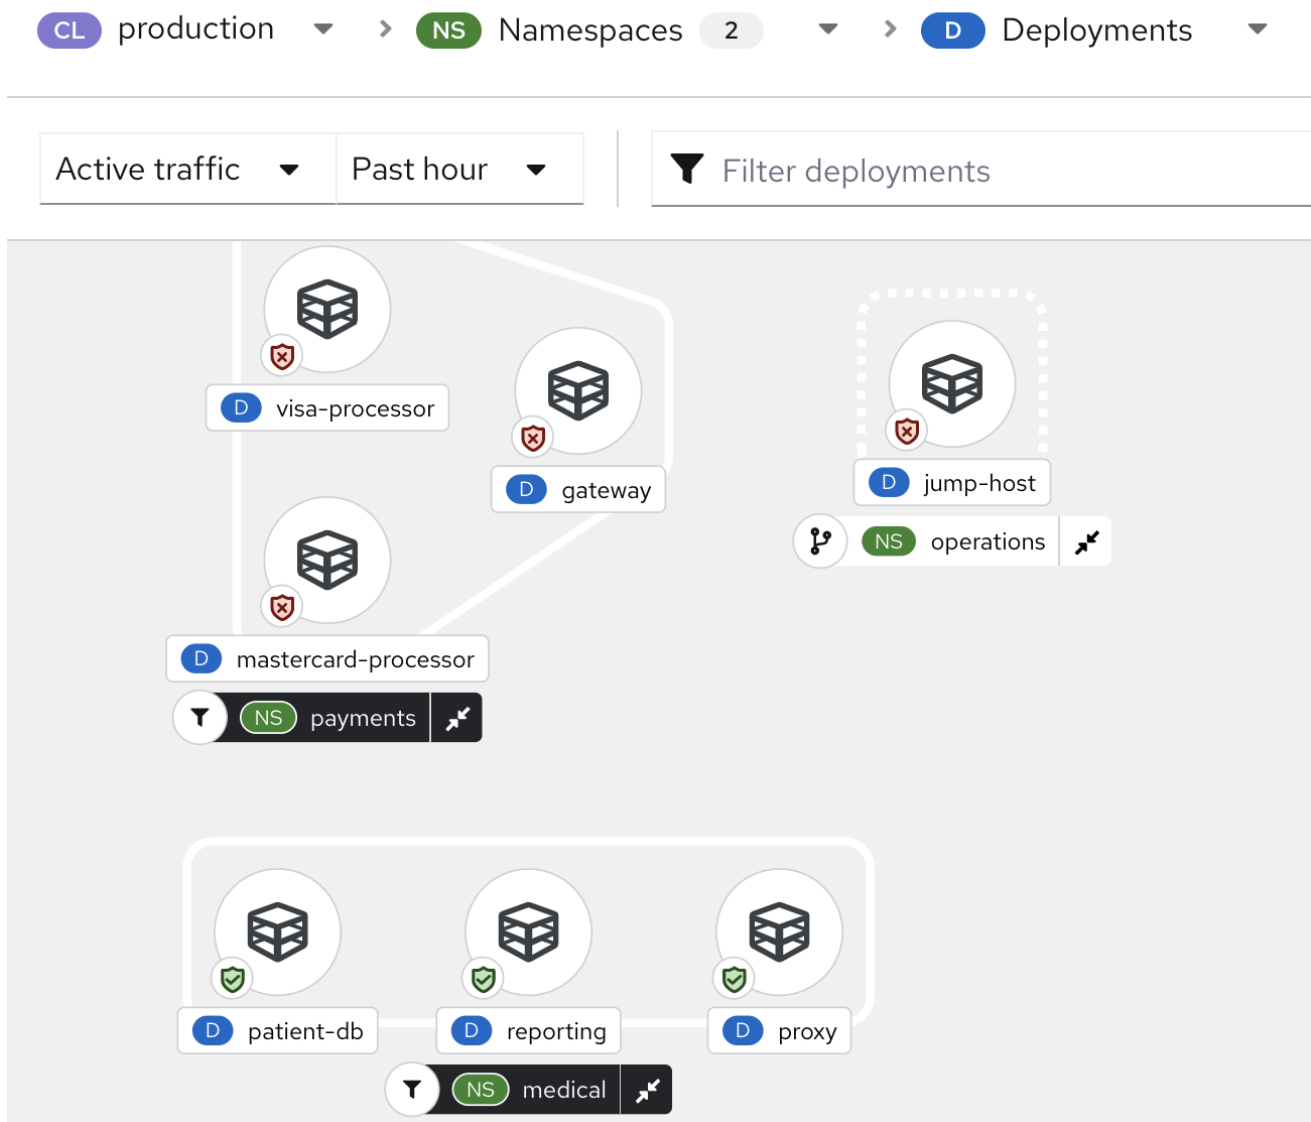 CL production NS Namespaces 2 D Deployments
Active traffic Past hour Filter deployments
D visa-processor
D gateway
D jump-host
NS operations
D mastercard-processor
NS payments
D patient-db D reporting D proxy
NS medical